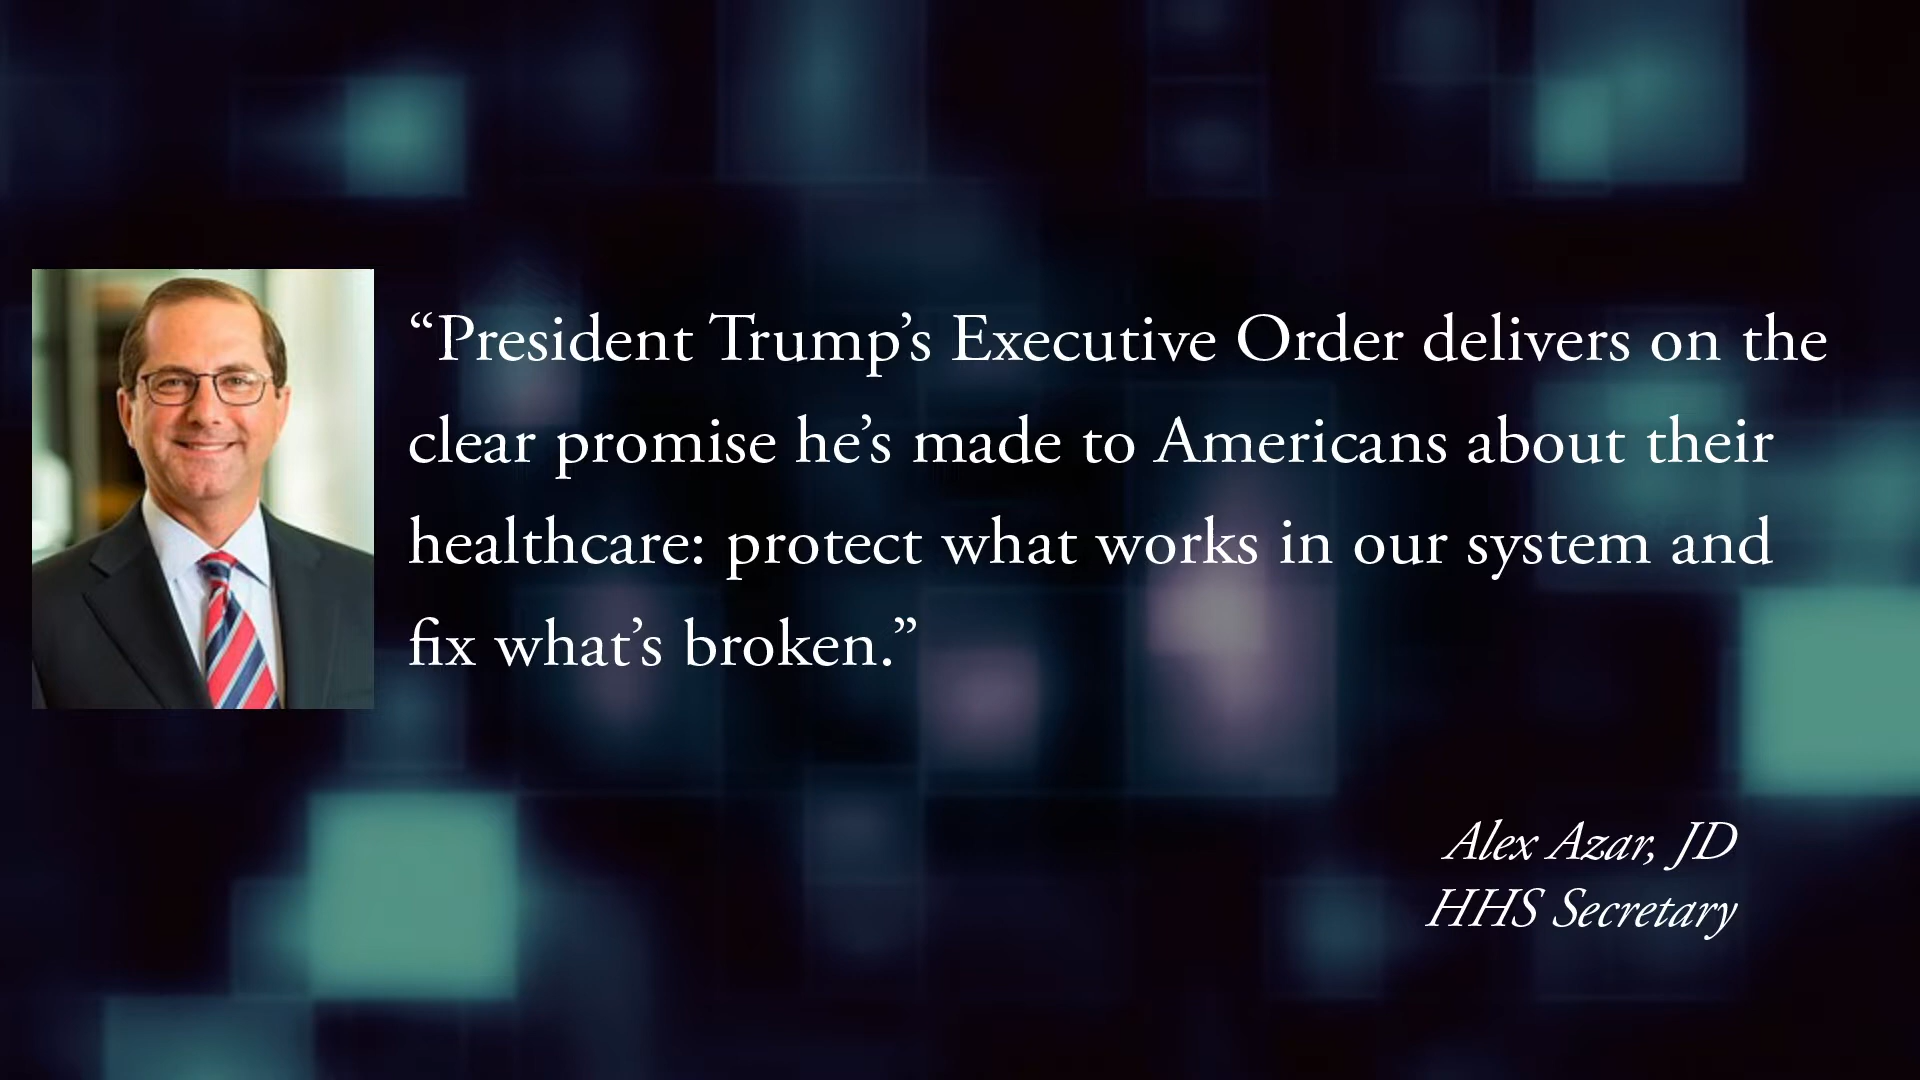 “President Trump’s Executive Order delivers on the
clear promise he’s made to Americans about their
healthcare: protect what works in our system and
fix what’s broken.”
Alex Azar, JD
HHS Secretary